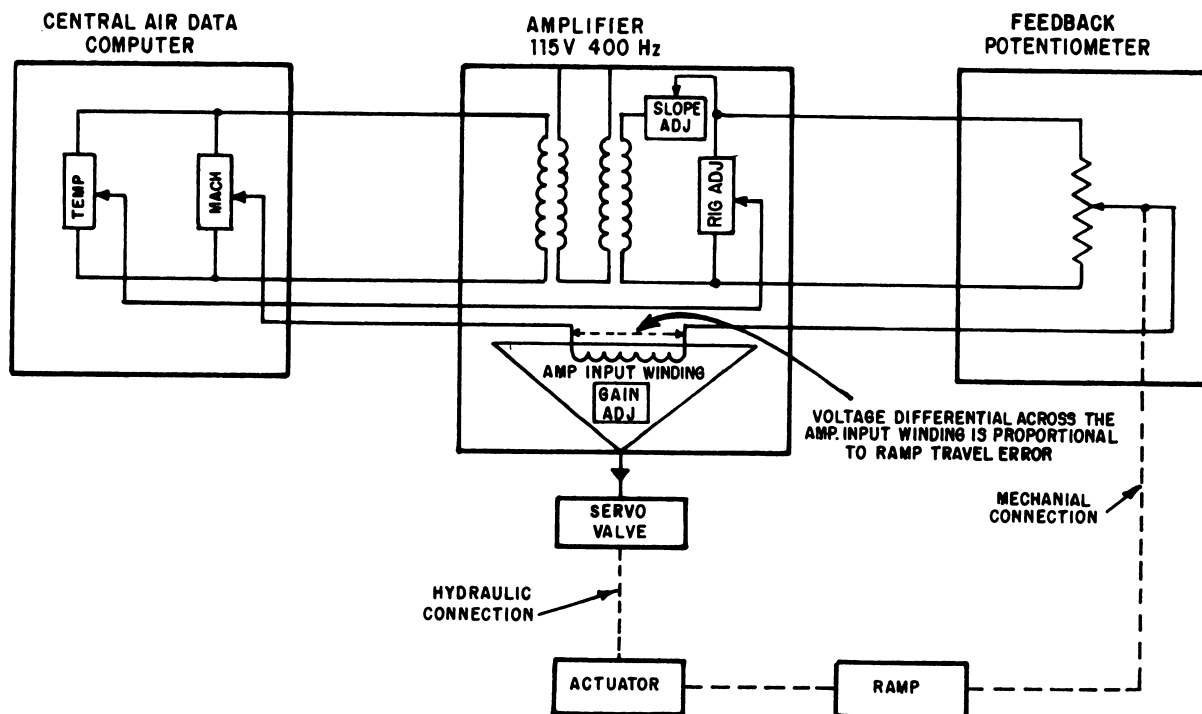 CENTRAL AIR DATA
COMPUTER
AMPLIFIER
115V 400 Hz
FEEDBACK
POTENTIOMETER
TEMP
MACH
SLOPE
ADJ
RIG ADJ
AMP INPUT WINDING
GAIN
ADJ
VOLTAGE DIFFERENTIAL ACROSS THE
AMP. INPUT WINDING IS PROPORTIONAL
TO RAMP TRAVEL ERROR
MECHANIAL
CONNECTION
SERVO
VALVE
HYDRAULIC
CONNECTION
ACTUATOR
RAMP